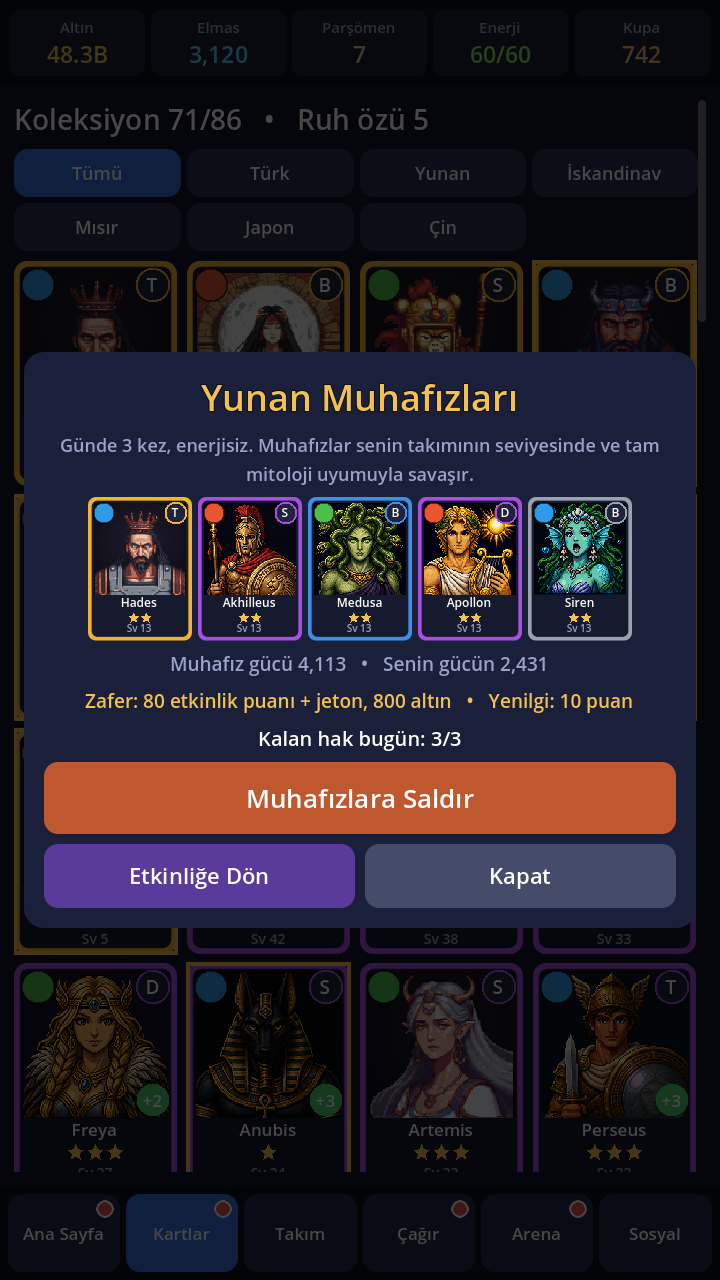 Altın
Elmas
Parşömen
Enerji
Kupa
48.3B
3,120
7
60/60
742
Koleksiyon 71/86 • Ruh özü 5
Tümü
Türk
Yunan
İskandinav
Mısır
Japon
Çin
T
B
S
B
Yunan Muhafızları
Günde 3 kez, enerjisiz. Muhafızlar senin takımının seviyesinde ve tam
mitoloji uyumuyla savaşır.
T
S
B
D
B
Hades
Akhilleus
Medusa
Apollon
Siren
Sv 13
Sv 13
Sv 13
Sv 13
Sv 13
Muhafız gücü 4,113 • Senin gücün 2,431
Zafer: 80 etkinlik puanı + jeton, 800 altın • Yenilgi: 10 puan
Kalan hak bugün: 3/3
Muhafızlara Saldır
Etkinliğe Dön
Kapat
Sv 5
Sv 42
Sv 38
Sv 33
D
S
S
T
+2
+3
+3
Freya
Anubis
Artemis
Perseus
Ana Sayfa
Kartlar
Takım
Çağır
Arena
Sosyal